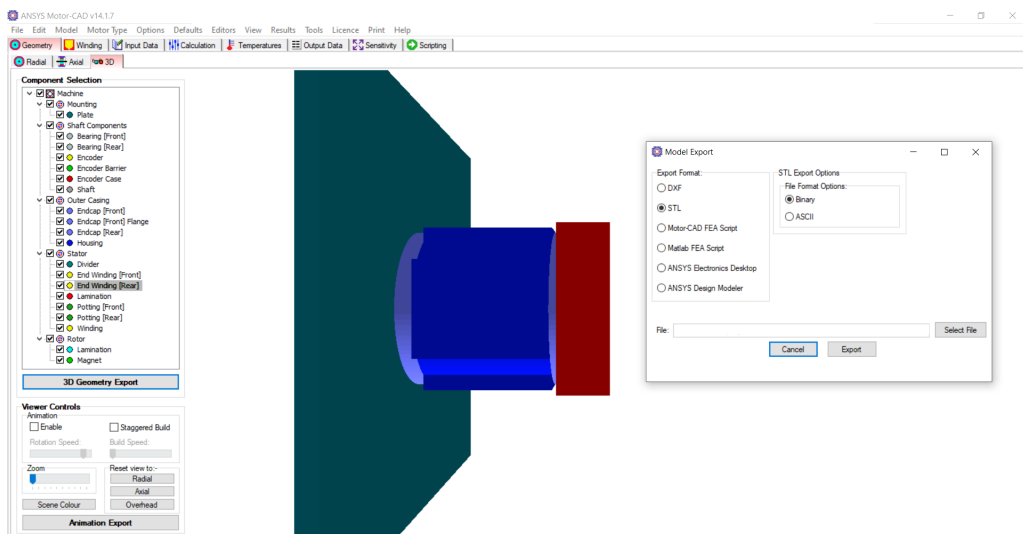 ANSYS Motor-CAD v14.1.7
File Edit Model Motor Type Options Defaults Editors View Results Tools Licence Print Help
Geometry Winding Input Data Calculation Temperatures Output Data Sensitivity Scripting
Radial Axial 3D
Component Selection
Machine
Mounting
Plate
Shaft Components
Bearing [Front]
Bearing [Rear]
Encoder
Encoder Barrier
Encoder Case
Shaft
Outer Casing
Endcap [Front]
Endcap [Front] Flange
Endcap [Rear]
Housing
Stator
Divider
End Winding [Front]
End Winding [Rear]
Lamination
Potting [Front]
Potting [Rear]
Winding
Rotor
Lamination
Magnet
3D Geometry Export
Viewer Controls
Animation
Enable Staggered Build
Rotation Speed: Build Speed:
Zoom Reset view to:-
Radial
Axial
Scene Colour Overhead
Animation Export
Model Export
Export Format: STL Export Options
DXF File Format Options:
STL Binary
Motor-CAD FEA Script ASCII
Matlab FEA Script
ANSYS Electronics Desktop
ANSYS Design Modeler
File: Select File
Cancel Export